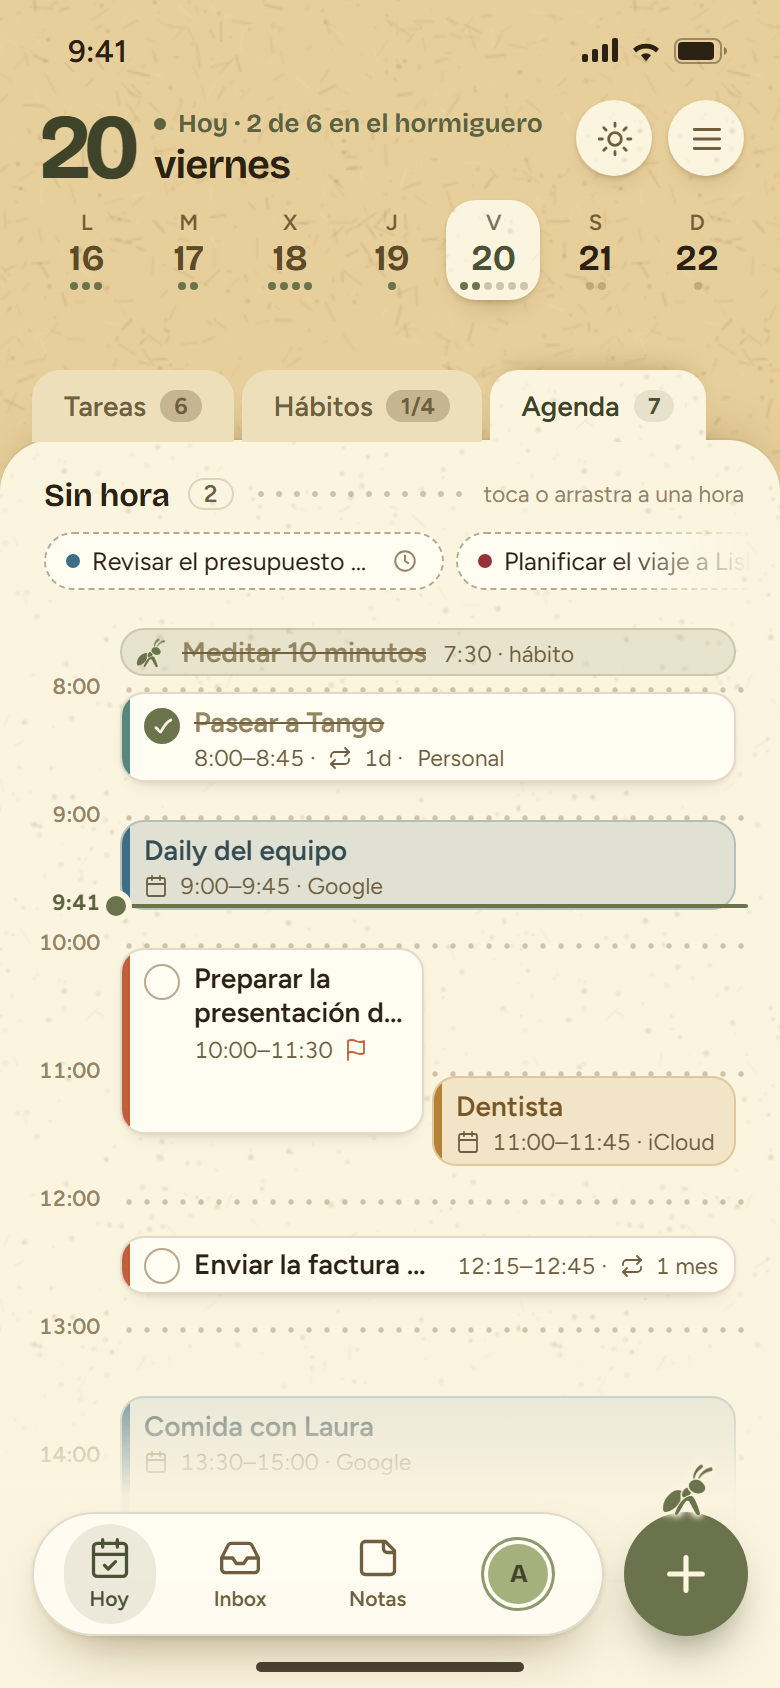 9:41
20
Hoy · 2 de 6 en el hormiguero
viernes
L M X J V S D
16 17 18 19 20 21 22
Tareas 6
Hábitos 1/4
Agenda 7
Sin hora 2
toca o arrastra a una hora
Revisar el presupuesto ...
Planificar el viaje a Lis
Meditar 10 minutos 7:30 · hábito
8:00
Pasear a Tango
8:00–8:45 · 1d · Personal
9:00
Daily del equipo
9:00–9:45 · Google
9:41
10:00
Preparar la
presentación d...
10:00–11:30
11:00
Dentista
11:00–11:45 · iCloud
12:00
Enviar la factura ... 12:15–12:45 · 1 mes
13:00
Comida con Laura
14:00
13:30–15:00 · Google
Hoy
Inbox
Notas
A